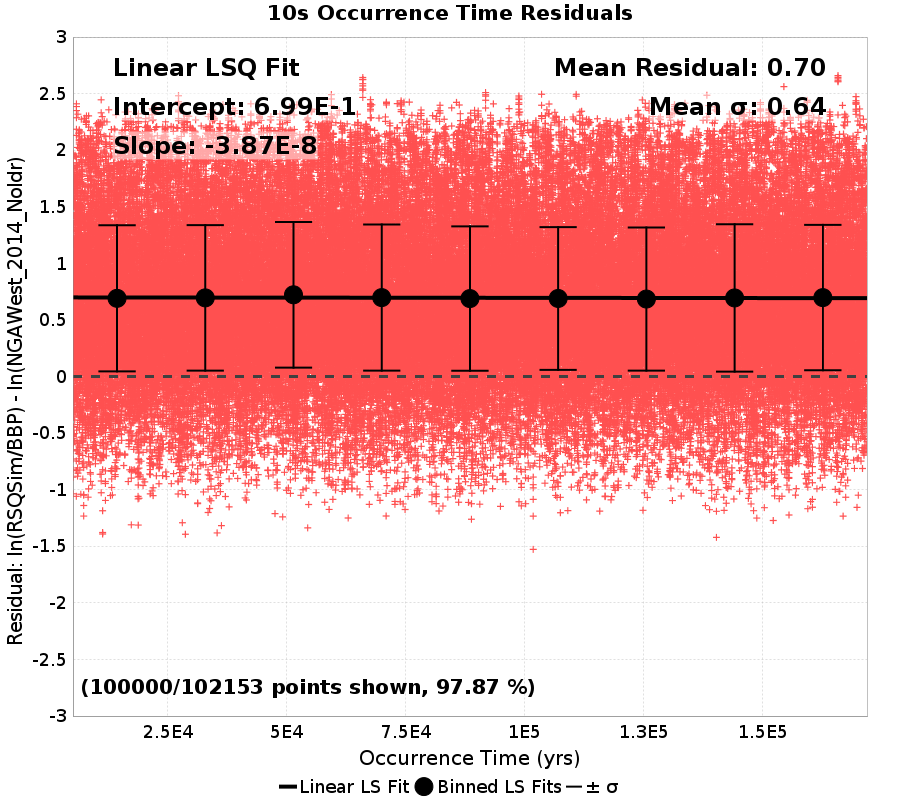 10s Occurrence Time Residuals
Linear LSQ Fit
Mean Residual: 0.70
Intercept: 6.99E-1
Mean σ: 0.64
Slope: -3.87E-8
Residual: ln(RSQSim/BBP) - ln(NGAWest_2014_NoIdr)
3
2.5
2
1.5
1
0.5
0
-0.5
-1
-1.5
-2
-2.5
-3
(100000/102153 points shown, 97.87 %)
2.5E4 5E4 7.5E4 1E5 1.3E5 1.5E5
Occurrence Time (yrs)
Linear LS Fit Binned LS Fits ± σ